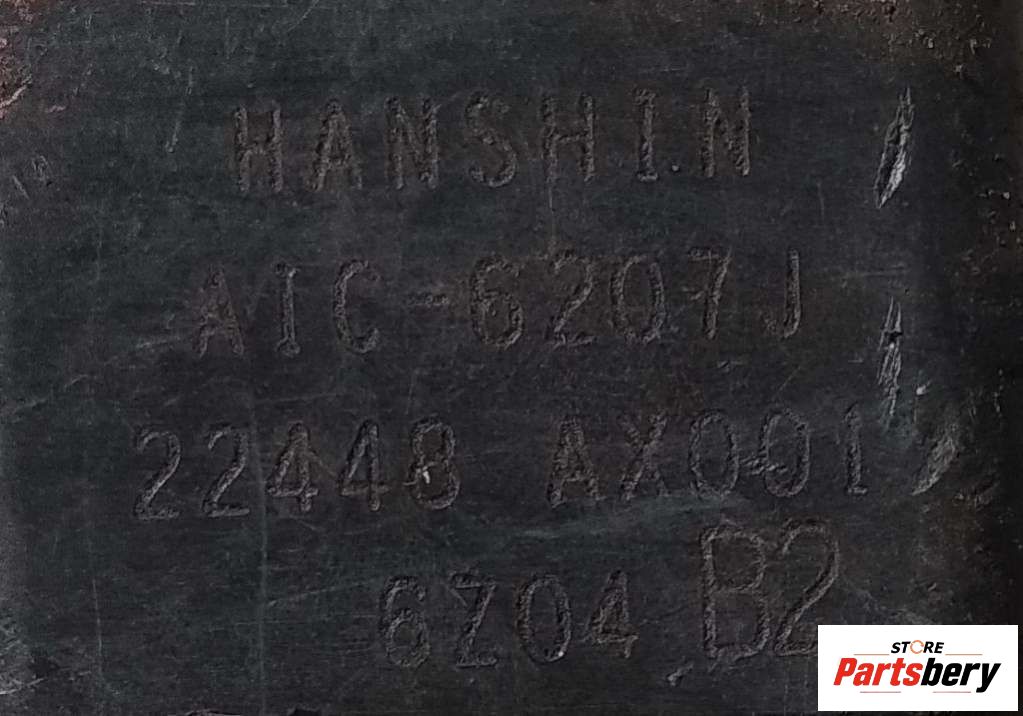 HANSHIN
AIC-6207J
22448 AX001
6Z04 B2
STORE
Partsbery